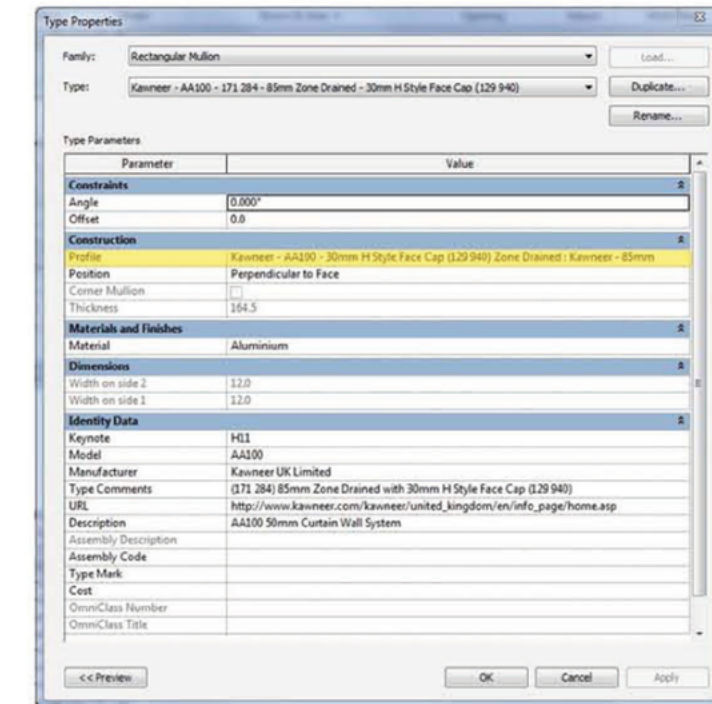 Type Properties
Family: Rectangular Mullion Load...
Type: Kawneer - AA100 - 171 284 - 85mm Zone Drained - 30mm H Style Face Cap (129 940) Duplicate...
Rename...
Type Parameters
Parameter Value
Constraints
Angle 0.000°
Offset 0.0
Construction
Profile Kawneer - AA100 - 30mm H Style Face Cap (129 940) Zone Drained : Kawneer - 85mm
Position Perpendicular to Face
Corner Mullion
Thickness 164.5
Materials and Finishes
Material Aluminium
Dimensions
Width on side 2 12.0
Width on side 1 12.0
Identity Data
Keynote H11
Model AA100
Manufacturer Kawneer UK Limited
Type Comments (171 284) 85mm Zone Drained with 30mm H Style Face Cap (129 940)
URL http://www.kawneer.com/kawneer/united_kingdom/en/info_page/home.asp
Description AA100 50mm Curtain Wall System
Assembly Description
Assembly Code
Type Mark
Cost
OmniClass Number
OmniClass Title
<< Preview OK Cancel Apply